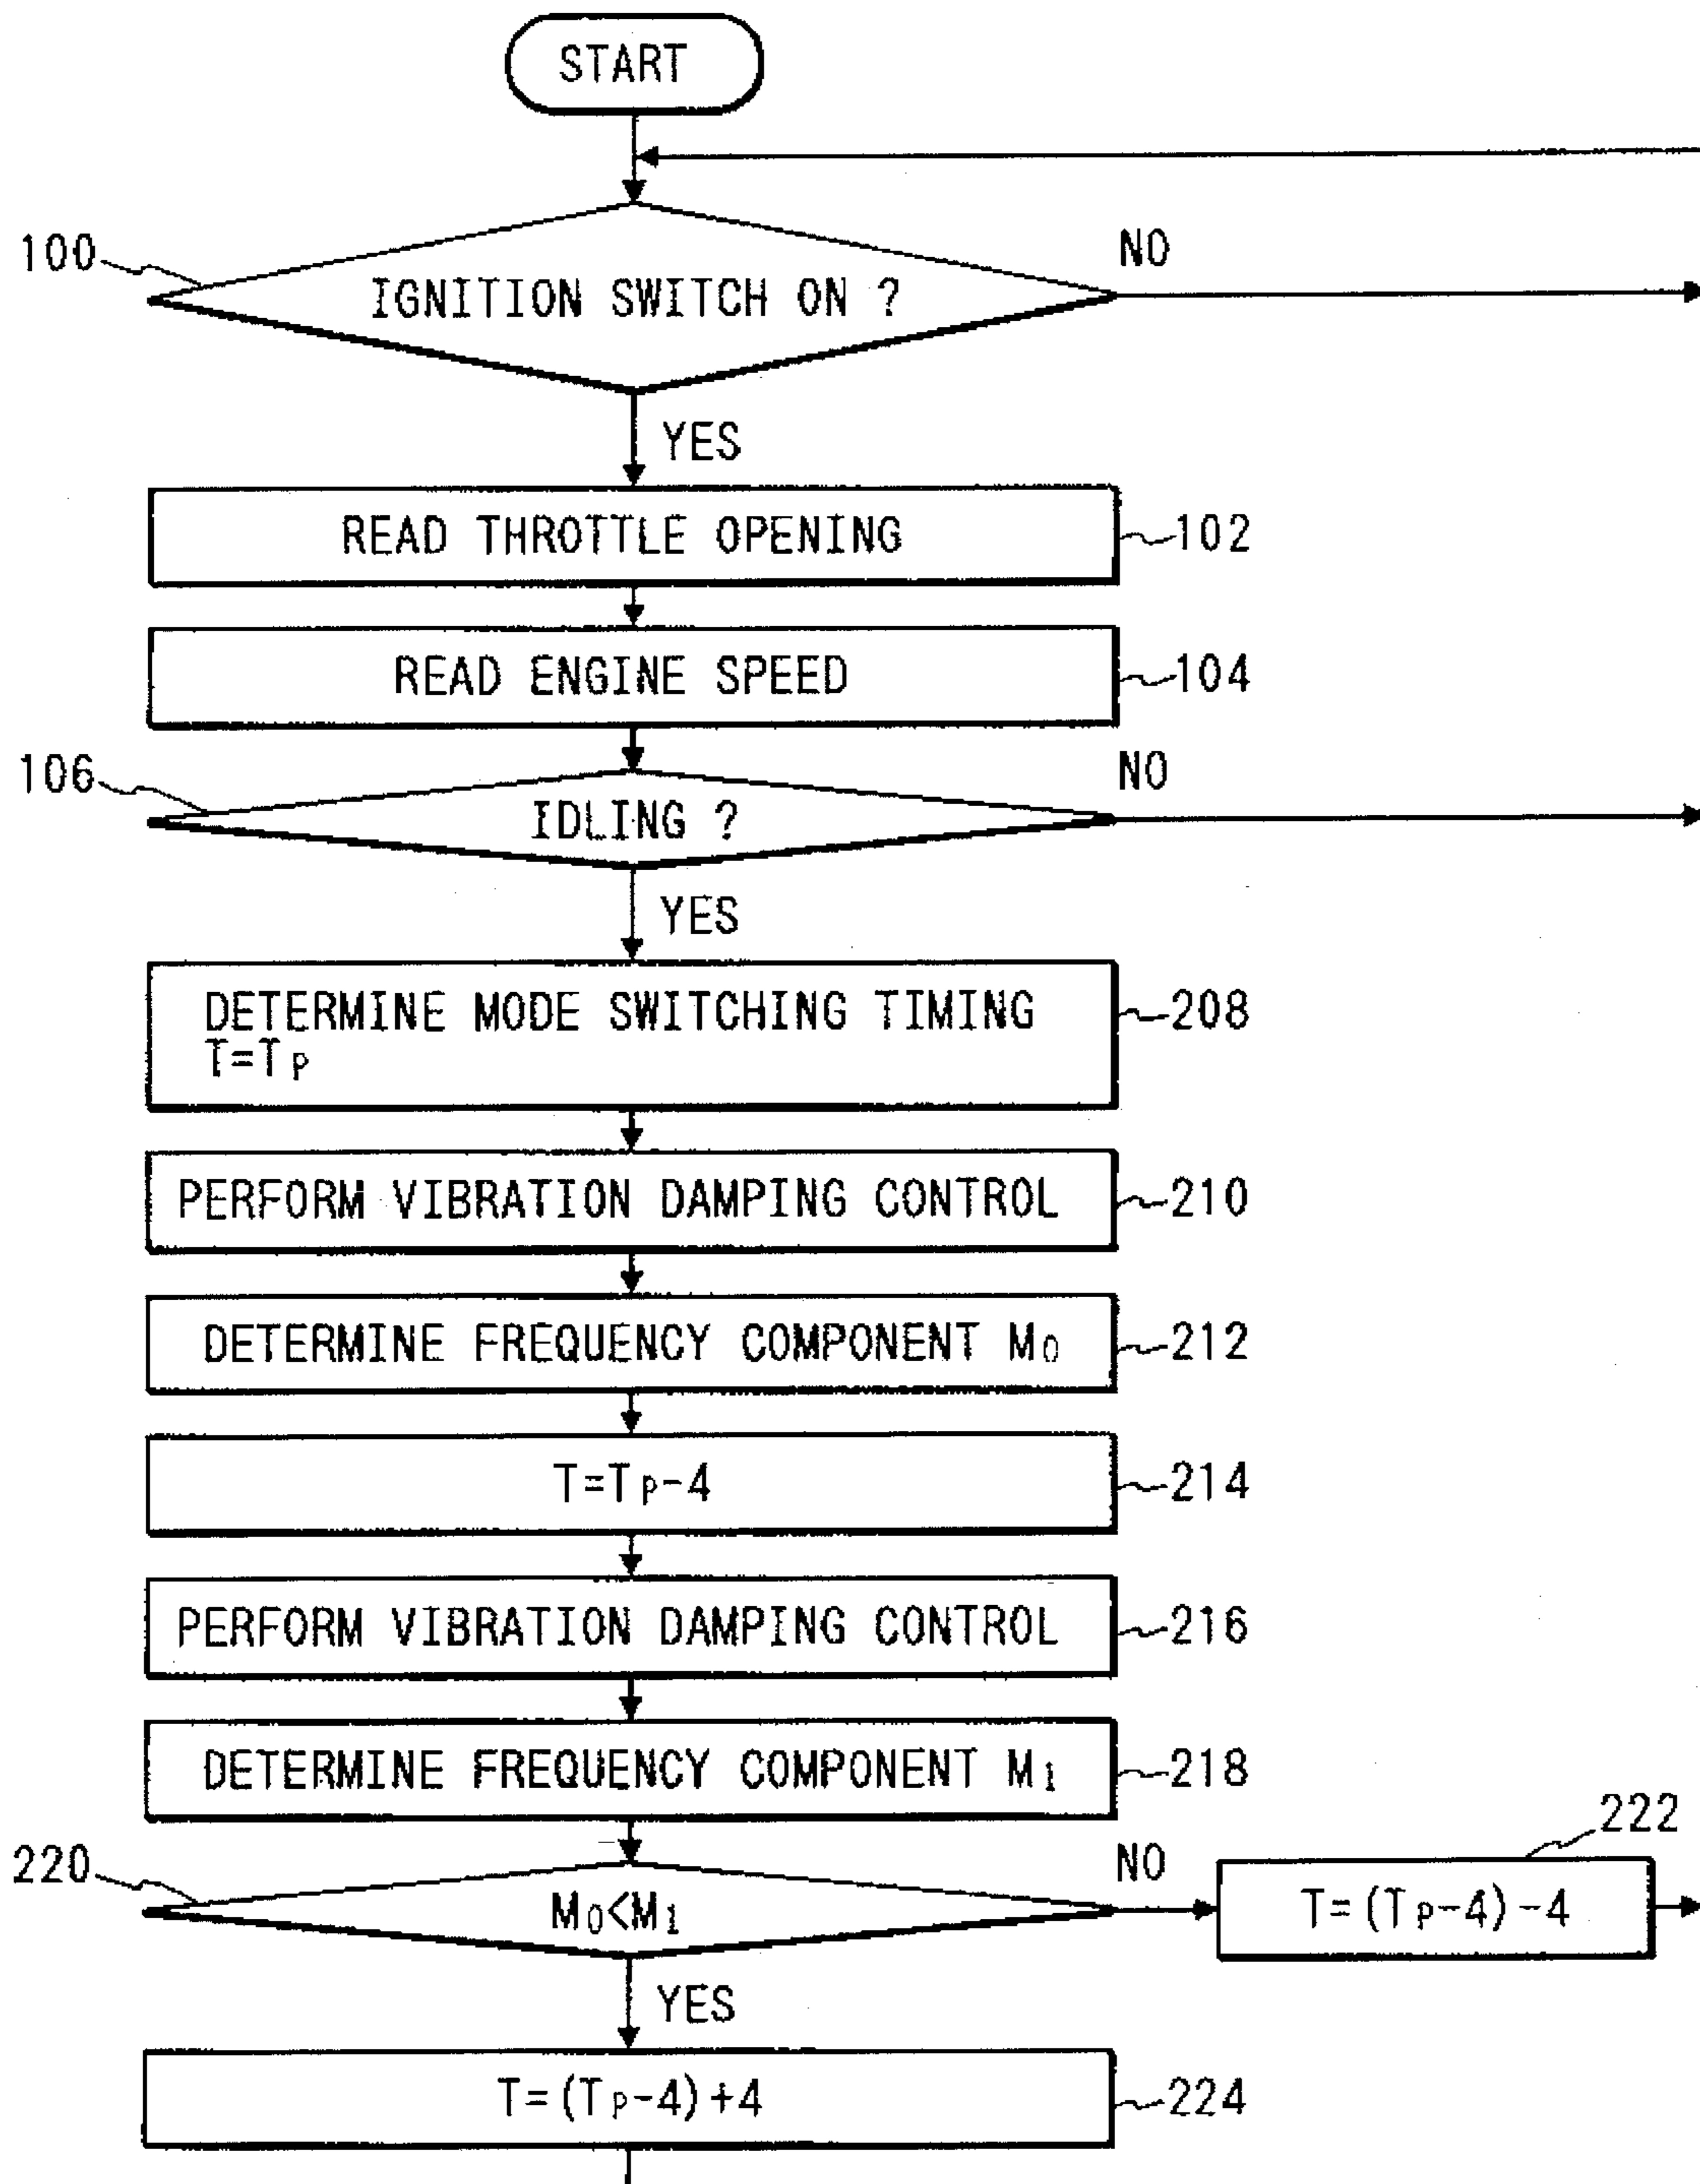 START
100
IGNITION SWITCH ON ?
NO
YES
READ THROTTLE OPENING
102
READ ENGINE SPEED
104
106
IDLING ?
NO
YES
DETERMINE MODE SWITCHING TIMING
T=Tp
208
PERFORM VIBRATION DAMPING CONTROL
210
DETERMINE FREQUENCY COMPONENT M0
212
T=Tp-4
214
PERFORM VIBRATION DAMPING CONTROL
216
DETERMINE FREQUENCY COMPONENT M1
218
220
M0<M1
NO
222
T=(Tp-4)-4
YES
T=(Tp-4)+4
224